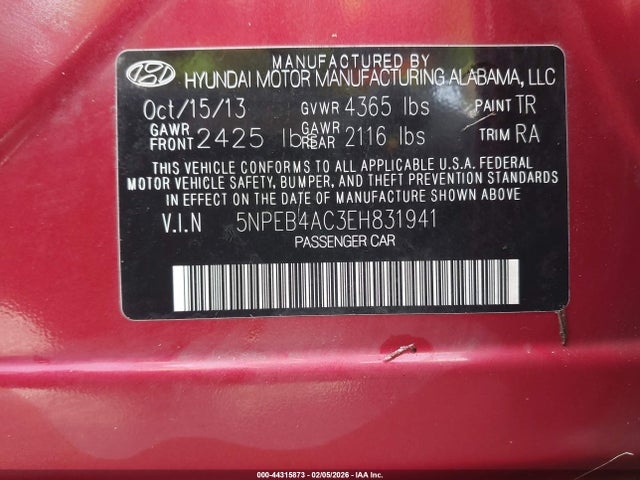 MANUFACTURED BY
HYUNDAI MOTOR MANUFACTURING ALABAMA, LLC
Oct/15/13 GVWR 4365 lbs PAINT TR
GAWR FRONT 2425 lbs GAWR REAR 2116 lbs TRIM RA
THIS VEHICLE CONFORMS TO ALL APPLICABLE U.S.A. FEDERAL
MOTOR VEHICLE SAFETY, BUMPER, AND THEFT PREVENTION STANDARDS
IN EFFECT ON THE DATE OF MANUFACTURE SHOWN ABOVE
V.I.N 5NPEB4AC3EH831941
PASSENGER CAR
000-44315873 - 02/05/2026 - IAA Inc.